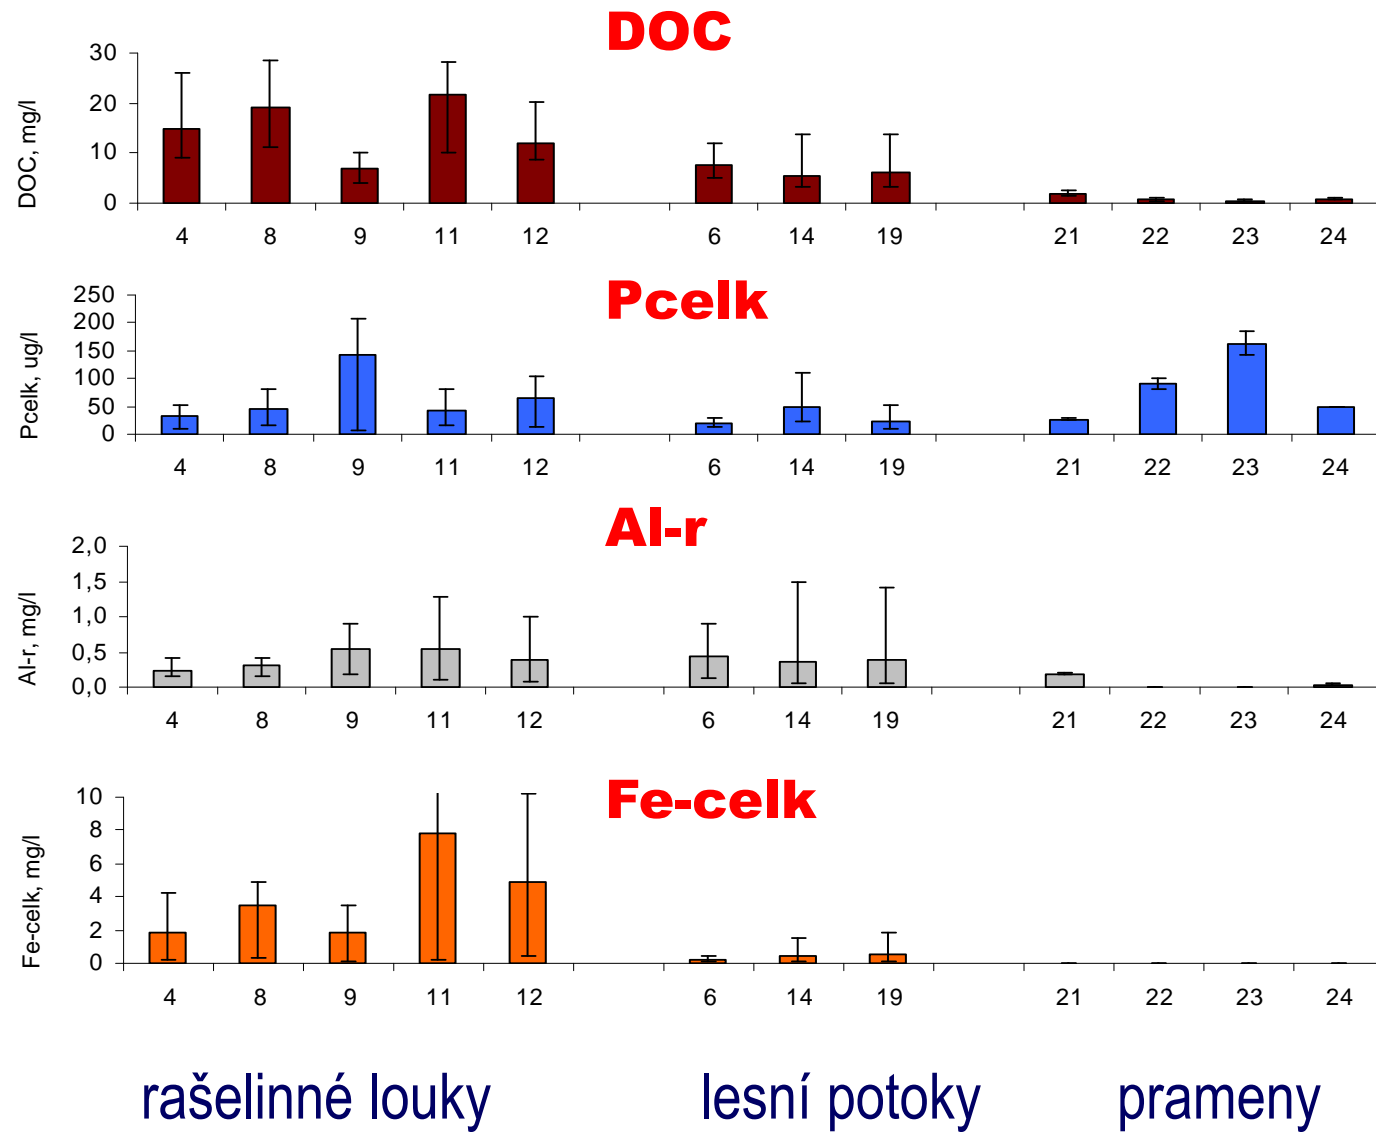 DOC
DOC, mg/l
30
20
10
0
4 8 9 11 12 6 14 19 21 22 23 24
Pcelk
Pcelk, ug/l
250
200
150
100
50
0
4 8 9 11 12 6 14 19 21 22 23 24
Al-r
Al-r, mg/l
2,0
1,5
1,0
0,5
0,0
4 8 9 11 12 6 14 19 21 22 23 24
Fe-celk
Fe-celk, mg/l
10
8
6
4
2
0
4 8 9 11 12 6 14 19 21 22 23 24
rašelinné louky lesní potoky prameny